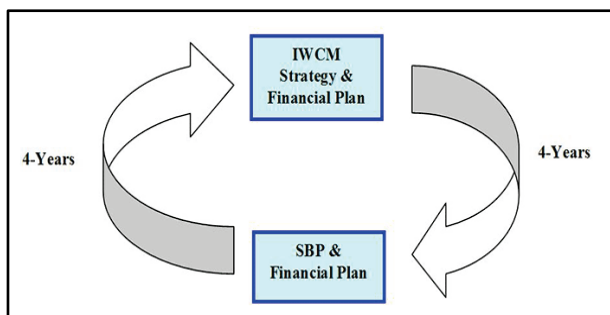 IWCM
Strategy &
Financial Plan
4-Years
4-Years
SBP &
Financial Plan